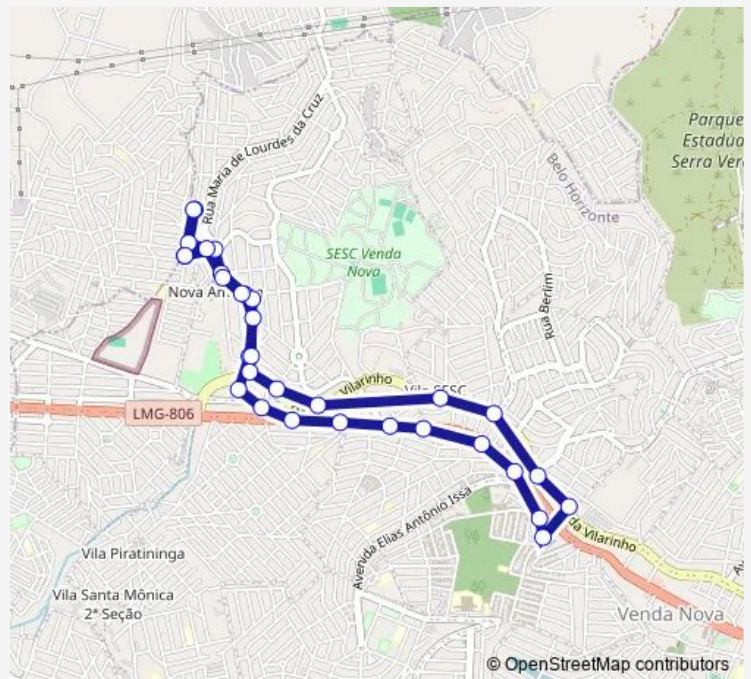 Rua Maria de Lourdes da Cruz
Parque
Estadua
Serra Ver
Belo Horizonte
SESC Venda
Nova
Nova An
Rua Berlim
Vilarinho
Vila SESC
LMG-806
Avenida Elias Antônio Issa
da Vilarinho
Av
Vila Piratininga
Vila Santa Mônica
2ª Seção
Venda Nova
© OpenStreetMap contributors